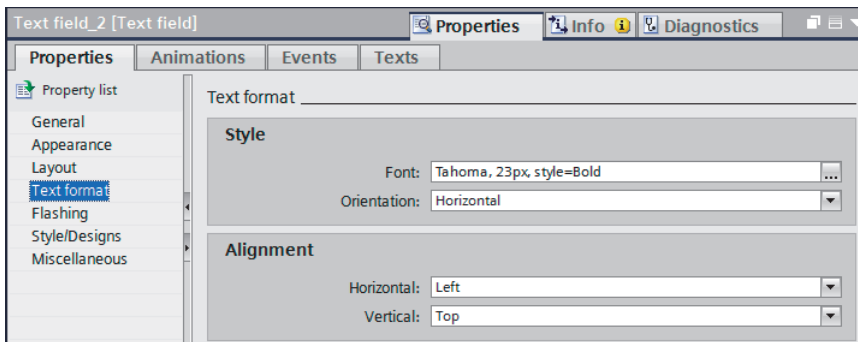 Text field_2 [Text field]
Properties Info Diagnostics
Properties Animations Events Texts
Property list
General
Appearance
Layout
Text format
Flashing
Style/Designs
Miscellaneous
Text format
Style
Font: Tahoma, 23px, style=Bold ...
Orientation: Horizontal
Alignment
Horizontal: Left
Vertical: Top